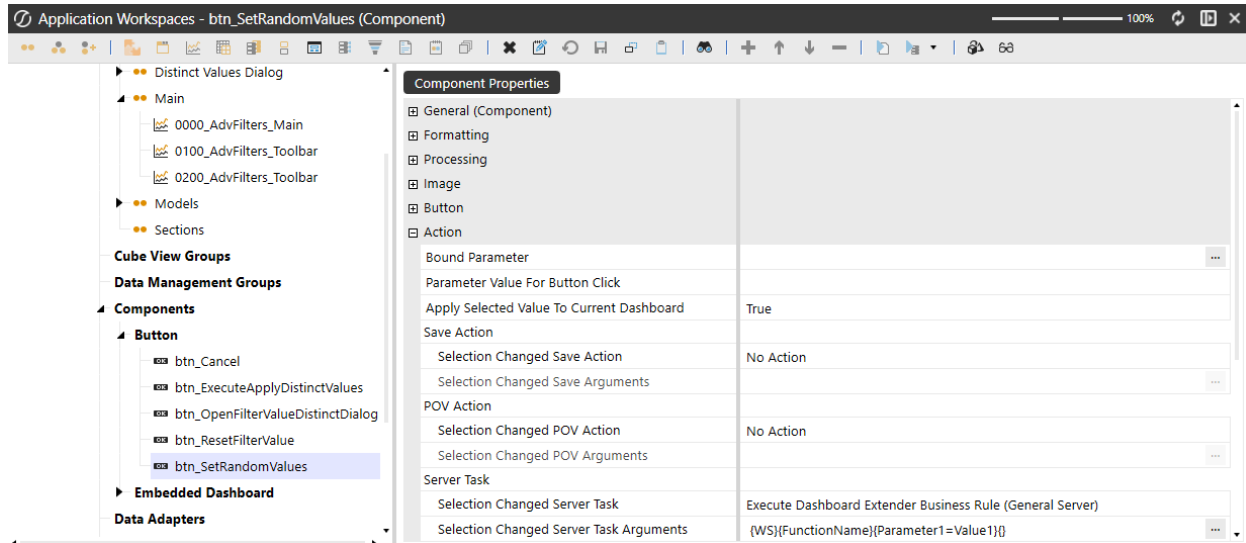 Application Workspaces - btn_SetRandomValues (Component)
100%
Distinct Values Dialog
Main
0000_AdvFilters_Main
0100_AdvFilters_Toolbar
0200_AdvFilters_Toolbar
Models
Sections
Cube View Groups
Data Management Groups
Components
Button
OK btn_Cancel
OK btn_ExecuteApplyDistinctValues
OK btn_OpenFilterValueDistinctDialog
OK btn_ResetFilterValue
OK btn_SetRandomValues
Embedded Dashboard
Data Adapters
Component Properties
General (Component)
Formatting
Processing
Image
Button
Action
Bound Parameter ...
Parameter Value For Button Click
Apply Selected Value To Current Dashboard True
Save Action
Selection Changed Save Action No Action
Selection Changed Save Arguments ...
POV Action
Selection Changed POV Action No Action
Selection Changed POV Arguments ...
Server Task
Selection Changed Server Task Execute Dashboard Extender Business Rule (General Server)
Selection Changed Server Task Arguments {WS}{FunctionName}{Parameter1=Value1}{} ...